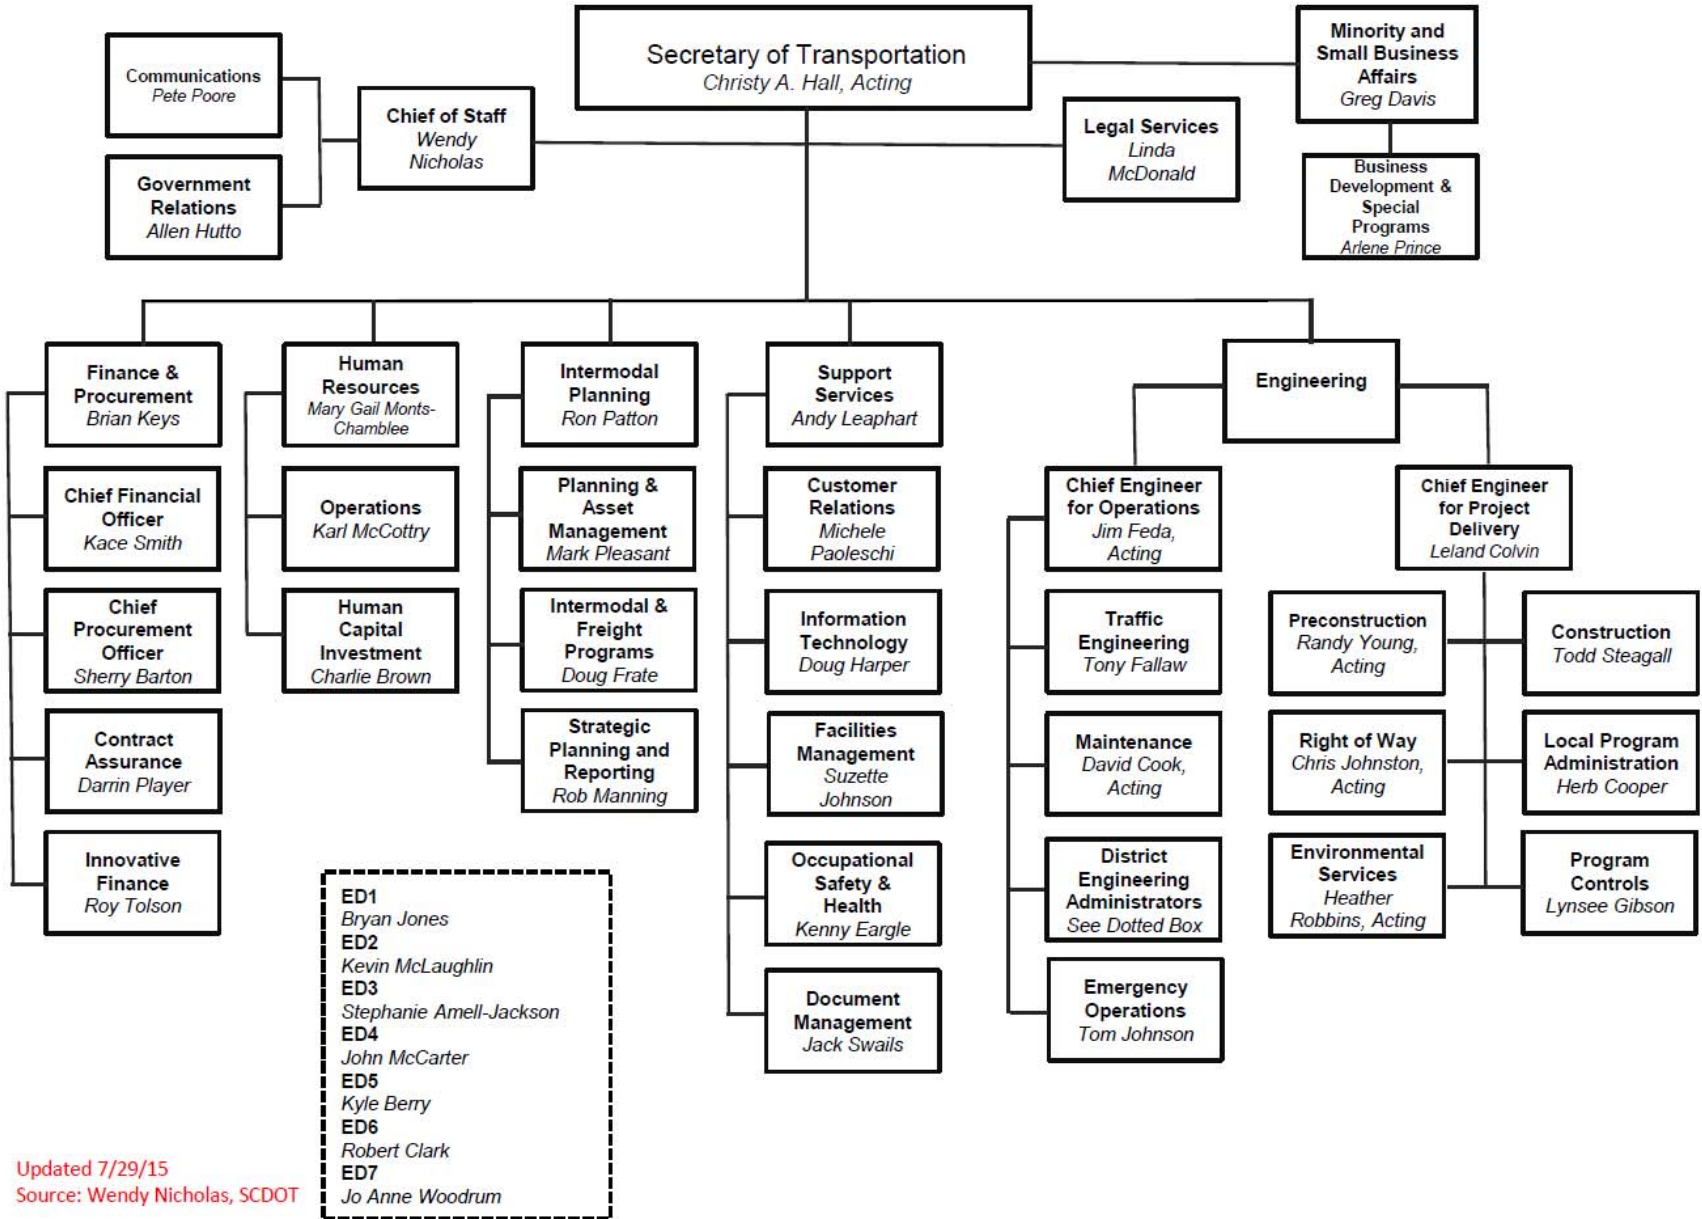 Secretary of Transportation
Christy A. Hall, Acting
Minority and
Small Business
Affairs
Greg Davis
Business
Development &
Special
Programs
Arlene Prince
Communications
Pete Poore
Government
Relations
Allen Hutto
Chief of Staff
Wendy
Nicholas
Legal Services
Linda
McDonald
Finance &
Procurement
Brian Keys
Chief Financial
Officer
Kace Smith
Chief
Procurement
Officer
Sherry Barton
Contract
Assurance
Darrin Player
Innovative
Finance
Roy Tolson
Human
Resources
Mary Gail Monts-
Chamblee
Operations
Karl McCottry
Human
Capital
Investment
Charlie Brown
Intermodal
Planning
Ron Patton
Planning &
Asset
Management
Mark Pleasant
Intermodal &
Freight
Programs
Doug Frate
Strategic
Planning and
Reporting
Rob Manning
Support
Services
Andy Leaphart
Customer
Relations
Michele
Paoleschi
Information
Technology
Doug Harper
Facilities
Management
Suzette
Johnson
Occupational
Safety &
Health
Kenny Eargle
Document
Management
Jack Swails
Engineering
Chief Engineer
for Operations
Jim Feda,
Acting
Traffic
Engineering
Tony Fallaw
Maintenance
David Cook,
Acting
District
Engineering
Administrators
See Dotted Box
Emergency
Operations
Tom Johnson
Chief Engineer
for Project
Delivery
Leland Colvin
Preconstruction
Randy Young,
Acting
Construction
Todd Steagall
Right of Way
Chris Johnston,
Acting
Local Program
Administration
Herb Cooper
Environmental
Services
Heather
Robbins, Acting
Program
Controls
Lynsee Gibson
ED1
Bryan Jones
ED2
Kevin McLaughlin
ED3
Stephanie Amell-Jackson
ED4
John McCarter
ED5
Kyle Berry
ED6
Robert Clark
ED7
Jo Anne Woodrum
Updated 7/29/15
Source: Wendy Nicholas, SCDOT